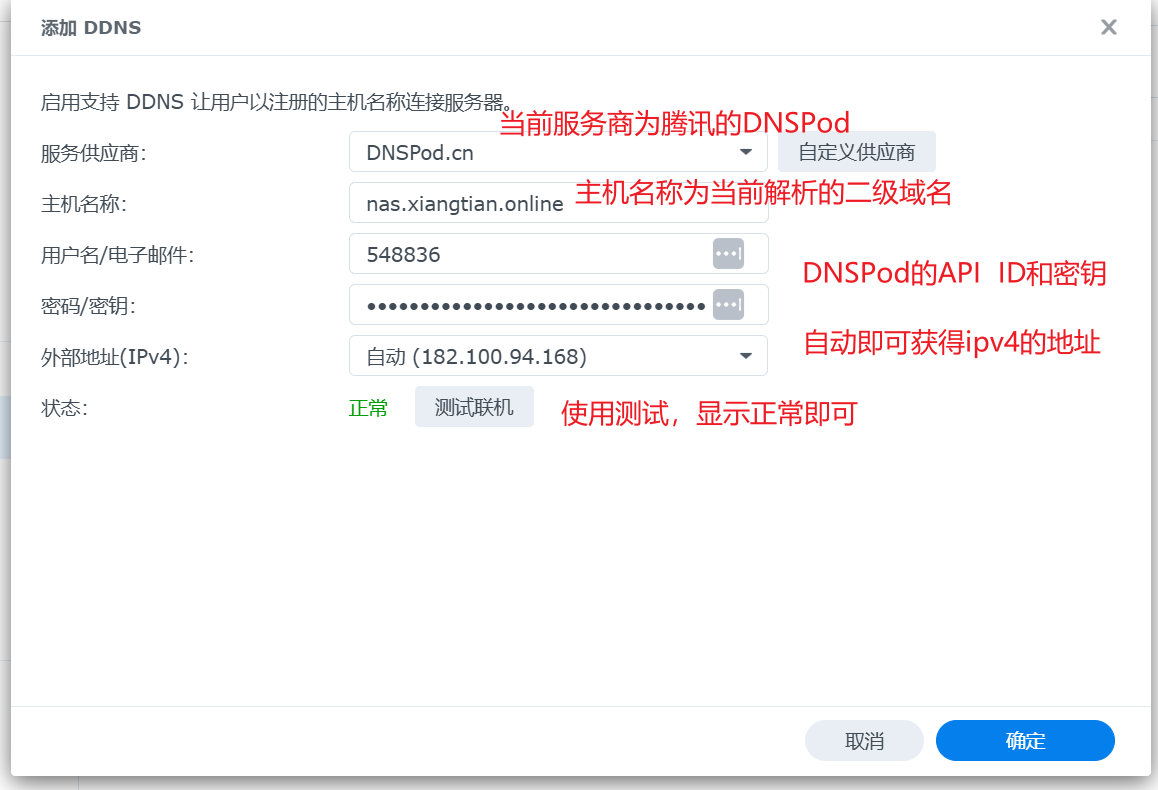 添加 DDNS
启用支持 DDNS 让用户以注册的主机名称连接服务器。
当前服务商为腾讯的DNSPod
服务供应商:
DNSPod.cn
自定义供应商
主机名称:
nas.xiangtian.online
主机名称为当前解析的二级域名
用户名/电子邮件:
548836
DNSPod的API ID和密钥
密码/密钥:
外部地址(IPv4):
自动 (182.100.94.168)
自动即可获得ipv4的地址
状态:
正常
测试联机
使用测试，显示正常即可
取消
确定